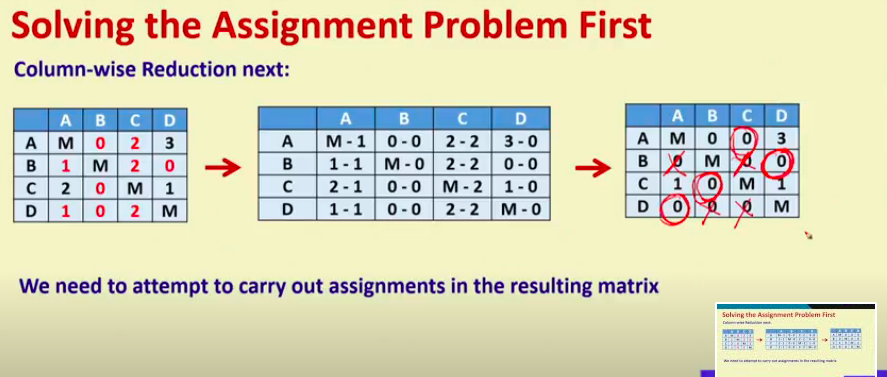 Solving the Assignment Problem First
Column-wise Reduction next:
A B C D
A M 0 2 3
B 1 M 2 0
C 2 0 M 1
D 1 0 2 M
A B C D
A M - 1 0 - 0 2 - 2 3 - 0
B 1 - 1 M - 0 2 - 2 0 - 0
C 2 - 1 0 - 0 M - 2 1 - 0
D 1 - 1 0 - 0 2 - 2 M - 0
A B C D
A M 0 0 3
B 0 M 0 0
C 1 0 M 1
D 0 0 0 M
We need to attempt to carry out assignments in the resulting matrix
Solving the Assignment Problem First
Column-wise Reduction next:
We need to attempt to carry out assignments in the resulting matrix